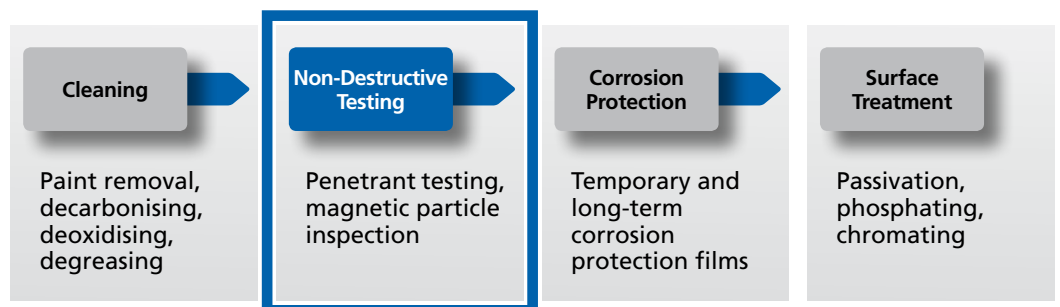 Cleaning
Paint removal,
decarbonising,
deoxidising,
degreasing
Non-Destructive
Testing
Penetrant testing,
magnetic particle
inspection
Corrosion
Protection
Temporary and
long-term
corrosion
protection films
Surface
Treatment
Passivation,
phosphating,
chromating